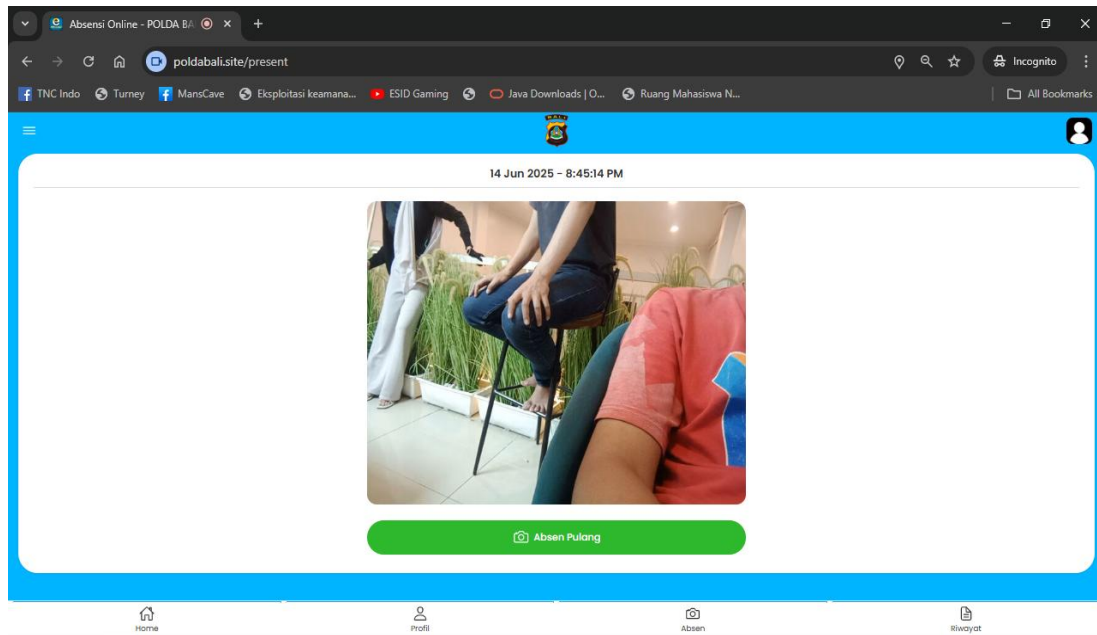 Absensi Online - POLDA BA
poldabali.site/present
Incognito
TNC Indo
Turney
MansCave
Eksploitasi keamana...
ESID Gaming
Java Downloads | O...
Ruang Mahasiswa N...
All Bookmarks
BALI
14 Jun 2025 - 8:45:14 PM
Absen Pulang
Home
Profil
Absen
Riwayat